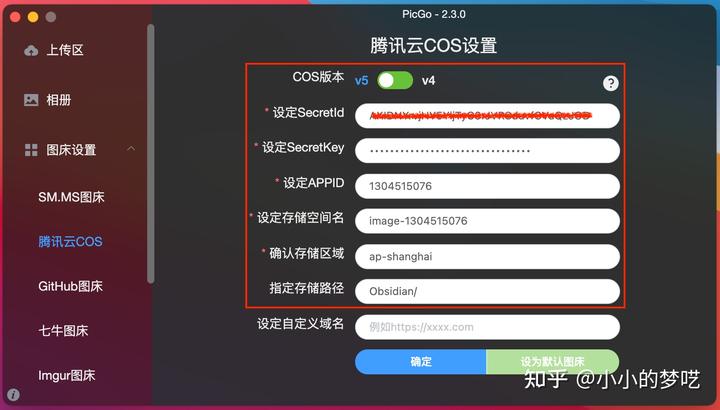 PicGo - 2.3.0
上传区
相册
图床设置
SM.MS图床
腾讯云COS
GitHub图床
七牛图床
Imgur图床
腾讯云COS设置
COS版本 v5 v4
* 设定SecretId
* 设定SecretKey ••••••••••••••••••••••••••••••••
* 设定APPID 1304515076
* 设定存储空间名 image-1304515076
* 确认存储区域 ap-shanghai
指定存储路径 Obsidian/
设定自定义域名 例如https://xxxx.com
确定 设为默认图床
知乎 @小小的梦呓